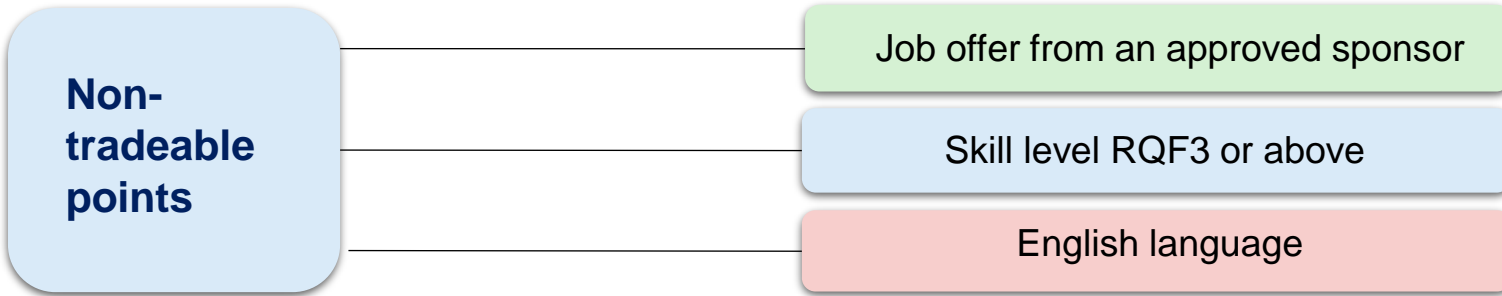 Non-
tradeable
points
Job offer from an approved sponsor
Skill level RQF3 or above
English language